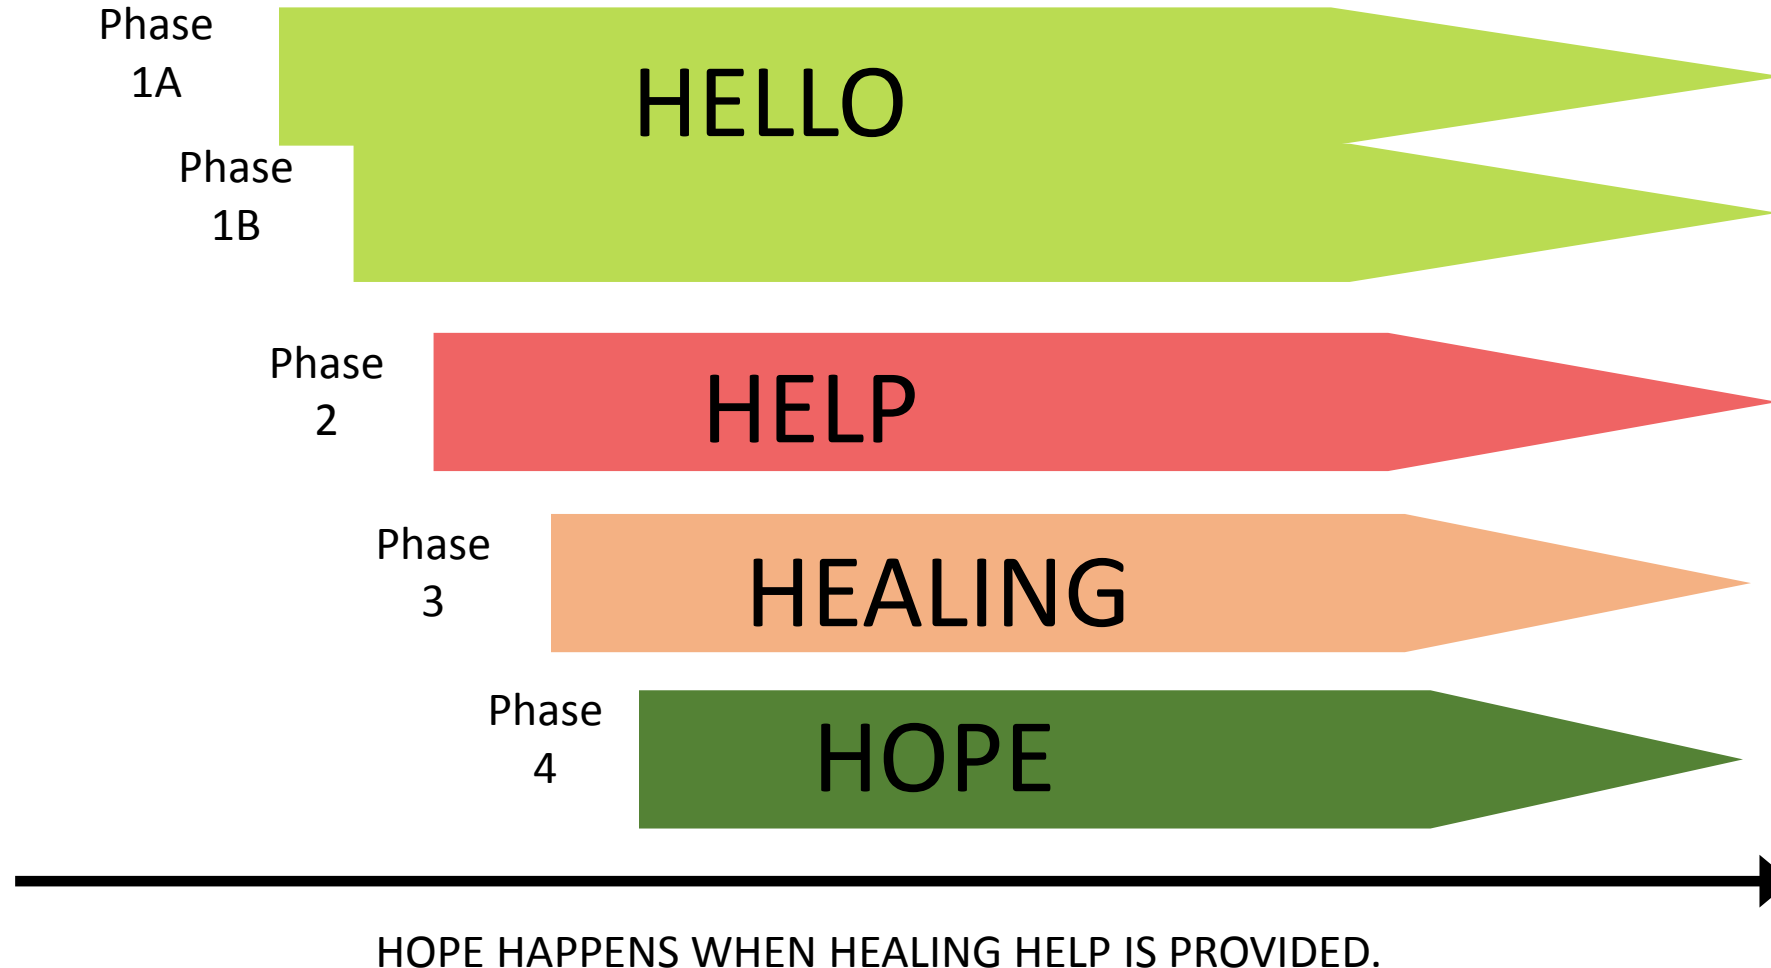 Phase
1A
HELLO
Phase
1B
Phase
2
HELP
Phase
3
HEALING
Phase
4
HOPE
HOPE HAPPENS WHEN HEALING HELP IS PROVIDED.